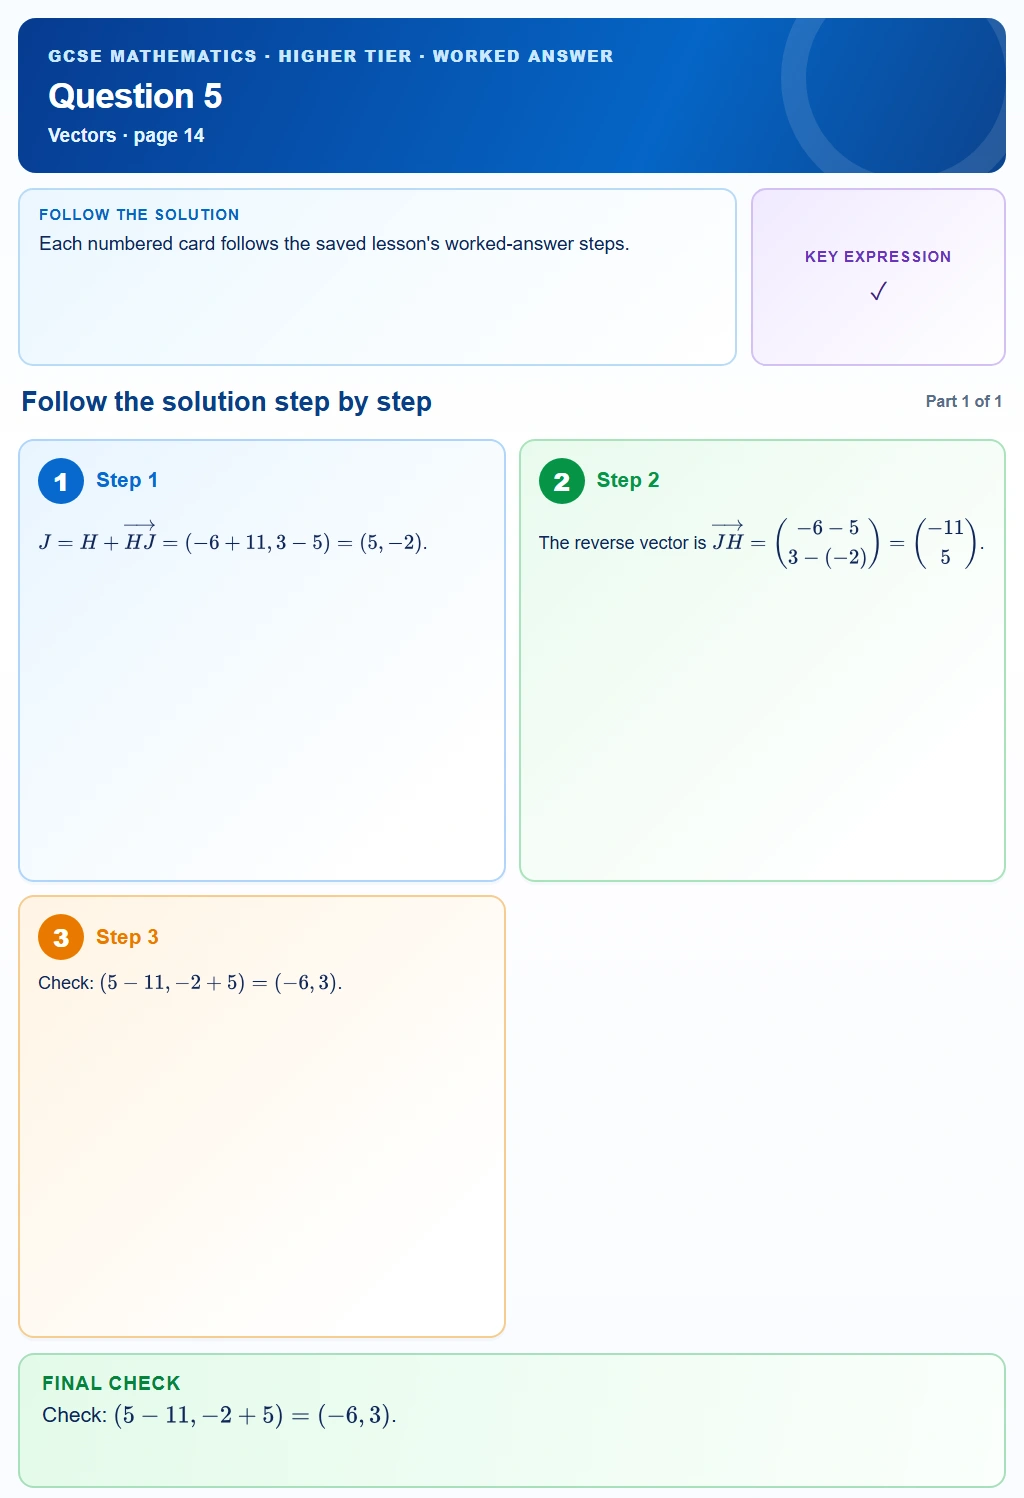 GCSE MATHEMATICS · HIGHER TIER · WORKED ANSWER
Question 5
Vectors · page 14
FOLLOW THE SOLUTION
Each numbered card follows the saved lesson's worked-answer steps.
KEY EXPRESSION
✓
Follow the solution step by step
Part 1 of 1
1 Step 1
$J = H + \overrightarrow{HJ} = (-6 + 11, 3 - 5) = (5, -2).$
2 Step 2
The reverse vector is $\overrightarrow{JH} = \begin{pmatrix} -6 - 5 \\ 3 - (-2) \end{pmatrix} = \begin{pmatrix} -11 \\ 5 \end{pmatrix}.$
3 Step 3
Check: $(5 - 11, -2 + 5) = (-6, 3).$
FINAL CHECK
Check: $(5 - 11, -2 + 5) = (-6, 3).$